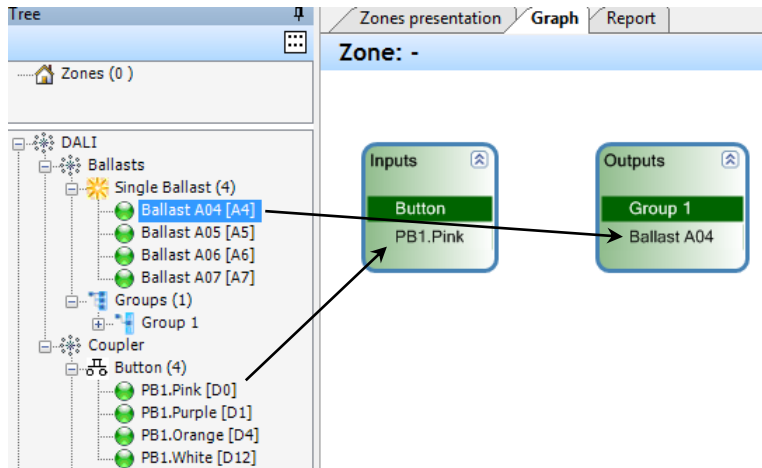 Tree
Zones (0 )
DALI
Ballasts
Single Ballast (4)
Ballast A04 [A4]
Ballast A05 [A5]
Ballast A06 [A6]
Ballast A07 [A7]
Groups (1)
Group 1
Coupler
Button (4)
PB1.Pink [D0]
PB1.Purple [D1]
PB1.Orange [D4]
PB1.White [D12]
Zones presentation
Graph
Report
Zone: -
Inputs
Button
PB1.Pink
Outputs
Group 1
Ballast A04